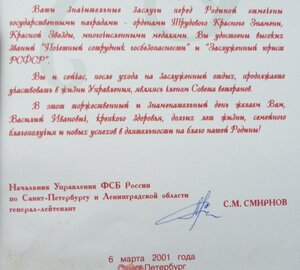 Ваши значительные заслуги перед Родиной отмечены
государственными наградами - орденами Трудового Красного Знамени,
Красной Звезды, многочисленными медалями. Вы удостоены высоких
званий "Почетный сотрудник госбезопасности" и "Заслуженный юрист
РСФСР".
Вы и сейчас, после ухода на заслуженный отдых, продолжаете
участвовать в жизни Управления, являясь членом Совета ветеранов.
В этот торжественный и знаменательный день желаем Вам,
Василий Иванович, крепкого здоровья, долгих лет жизни, семейного
благополучия и новых успехов в деятельности на благо нашей Родины!
Начальник Управления ФСБ России
по Санкт-Петербургу и Ленинградской области
генерал-лейтенант
С.М. СМИРНОВ
6 марта 2001 года
Санкт-Петербург